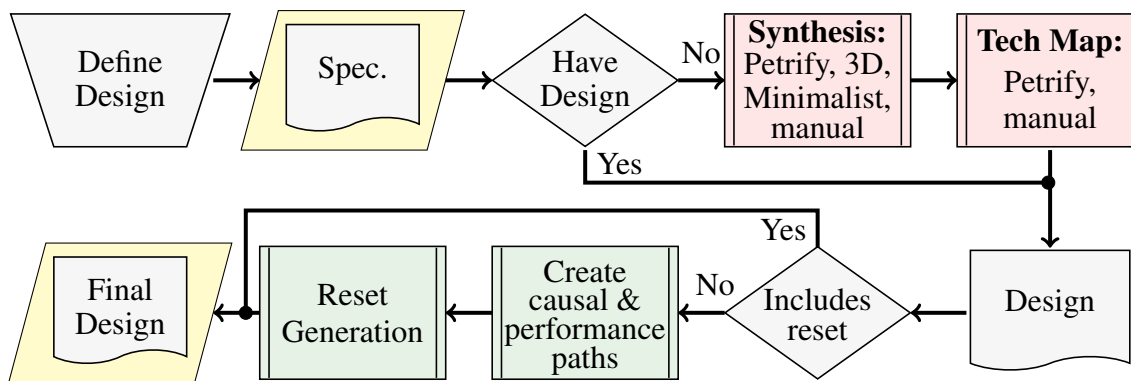 Define
Design
Spec.
Have
Design
No
Yes
Synthesis:
Petrify, 3D,
Minimalist,
manual
Tech Map:
Petrify,
manual
Design
Includes
reset
No
Yes
Create
causal &
performance
paths
Reset
Generation
Final
Design